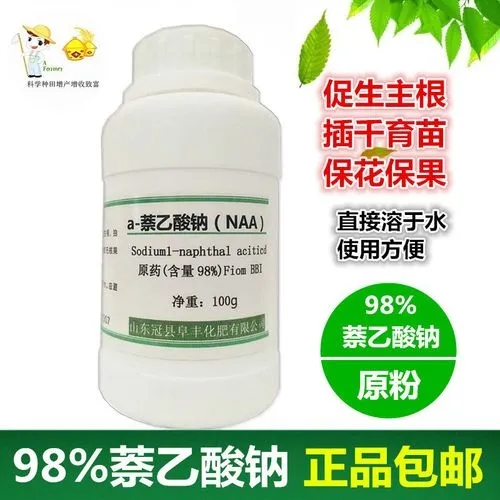 A
Farmer
科学种田增产增收致富
促生主根
插千育苗
保花保果
直接溶于水
使用方便
a-萘乙酸钠(NAA)
Sodium1-naphthal aciticd
原药(含量98%)Fiom BBI
净重：100g
山东冠县阜丰化肥有限公司
98%
萘乙酸钠
原粉
98%萘乙酸钠 正品包邮